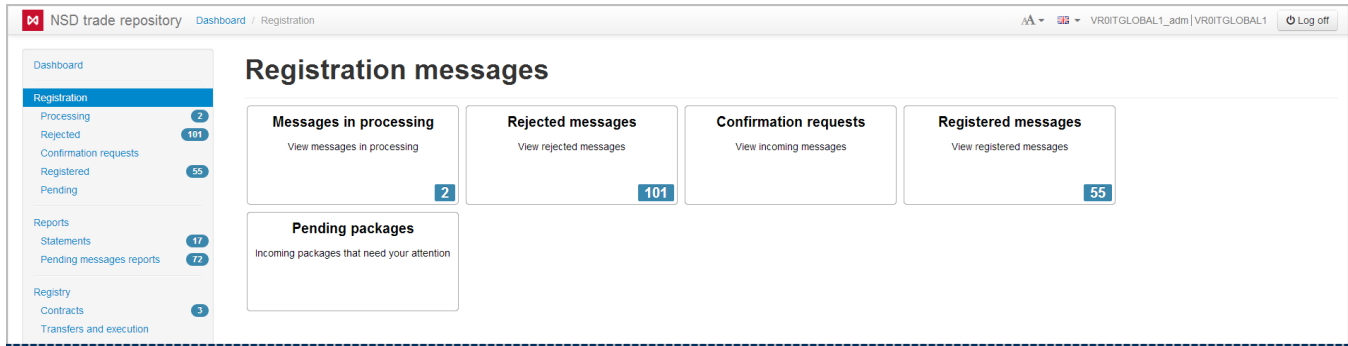 NSD trade repository Dashboard / Registration AA VR0ITGLOBAL1_adm | VR0ITGLOBAL1 Log off
Dashboard
Registration
Processing 2
Rejected 101
Confirmation requests
Registered 55
Pending
Reports
Statements 17
Pending messages reports 72
Registry
Contracts 3
Transfers and execution
Registration messages
Messages in processing
View messages in processing
2
Rejected messages
View rejected messages
101
Confirmation requests
View incoming messages
Registered messages
View registered messages
55
Pending packages
Incoming packages that need your attention